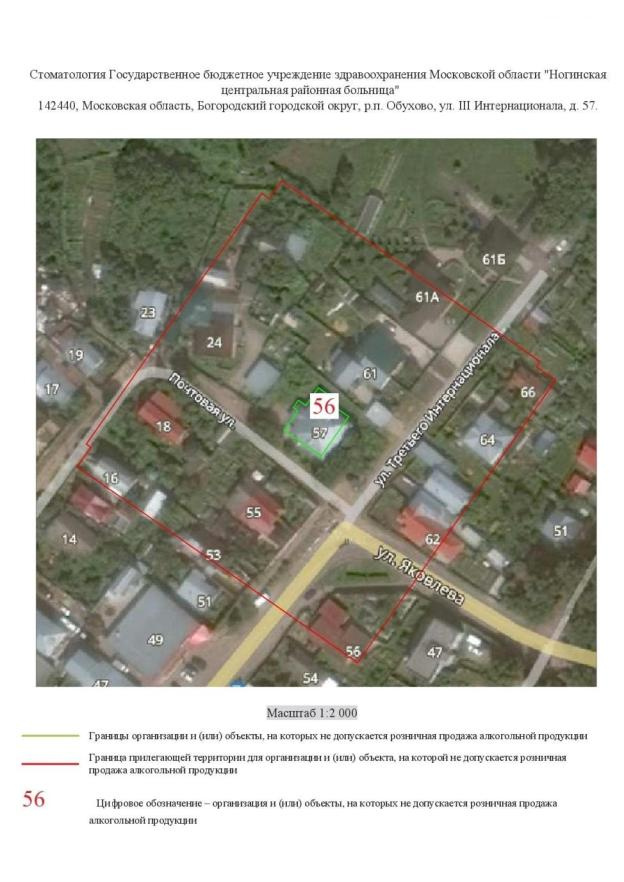 Стоматология Государственное бюджетное учреждение здравоохранения Московской области "Ногинская
центральная районная больница"
142440, Московская область, Богородский городской округ, р.п. Обухово, ул. III Интернационала, д. 57.
61Б
61А
23
24
19
61
17
Почтовая ул.
56
66
18
57
ул. Третьего Интернационала
64
16
55
51
14
62
53
ул. Яковлева
51
49
56
47
54
47
Масштаб 1:2 000
Границы организации и (или) объекты, на которых не допускается розничная продажа алкогольной продукции
Граница прилегающей территории для организации и (или) объекта, на которой не допускается розничная
продажа алкогольной продукции
56
Цифровое обозначение – организация и (или) объекты, на которых не допускается розничная продажа
алкогольной продукции